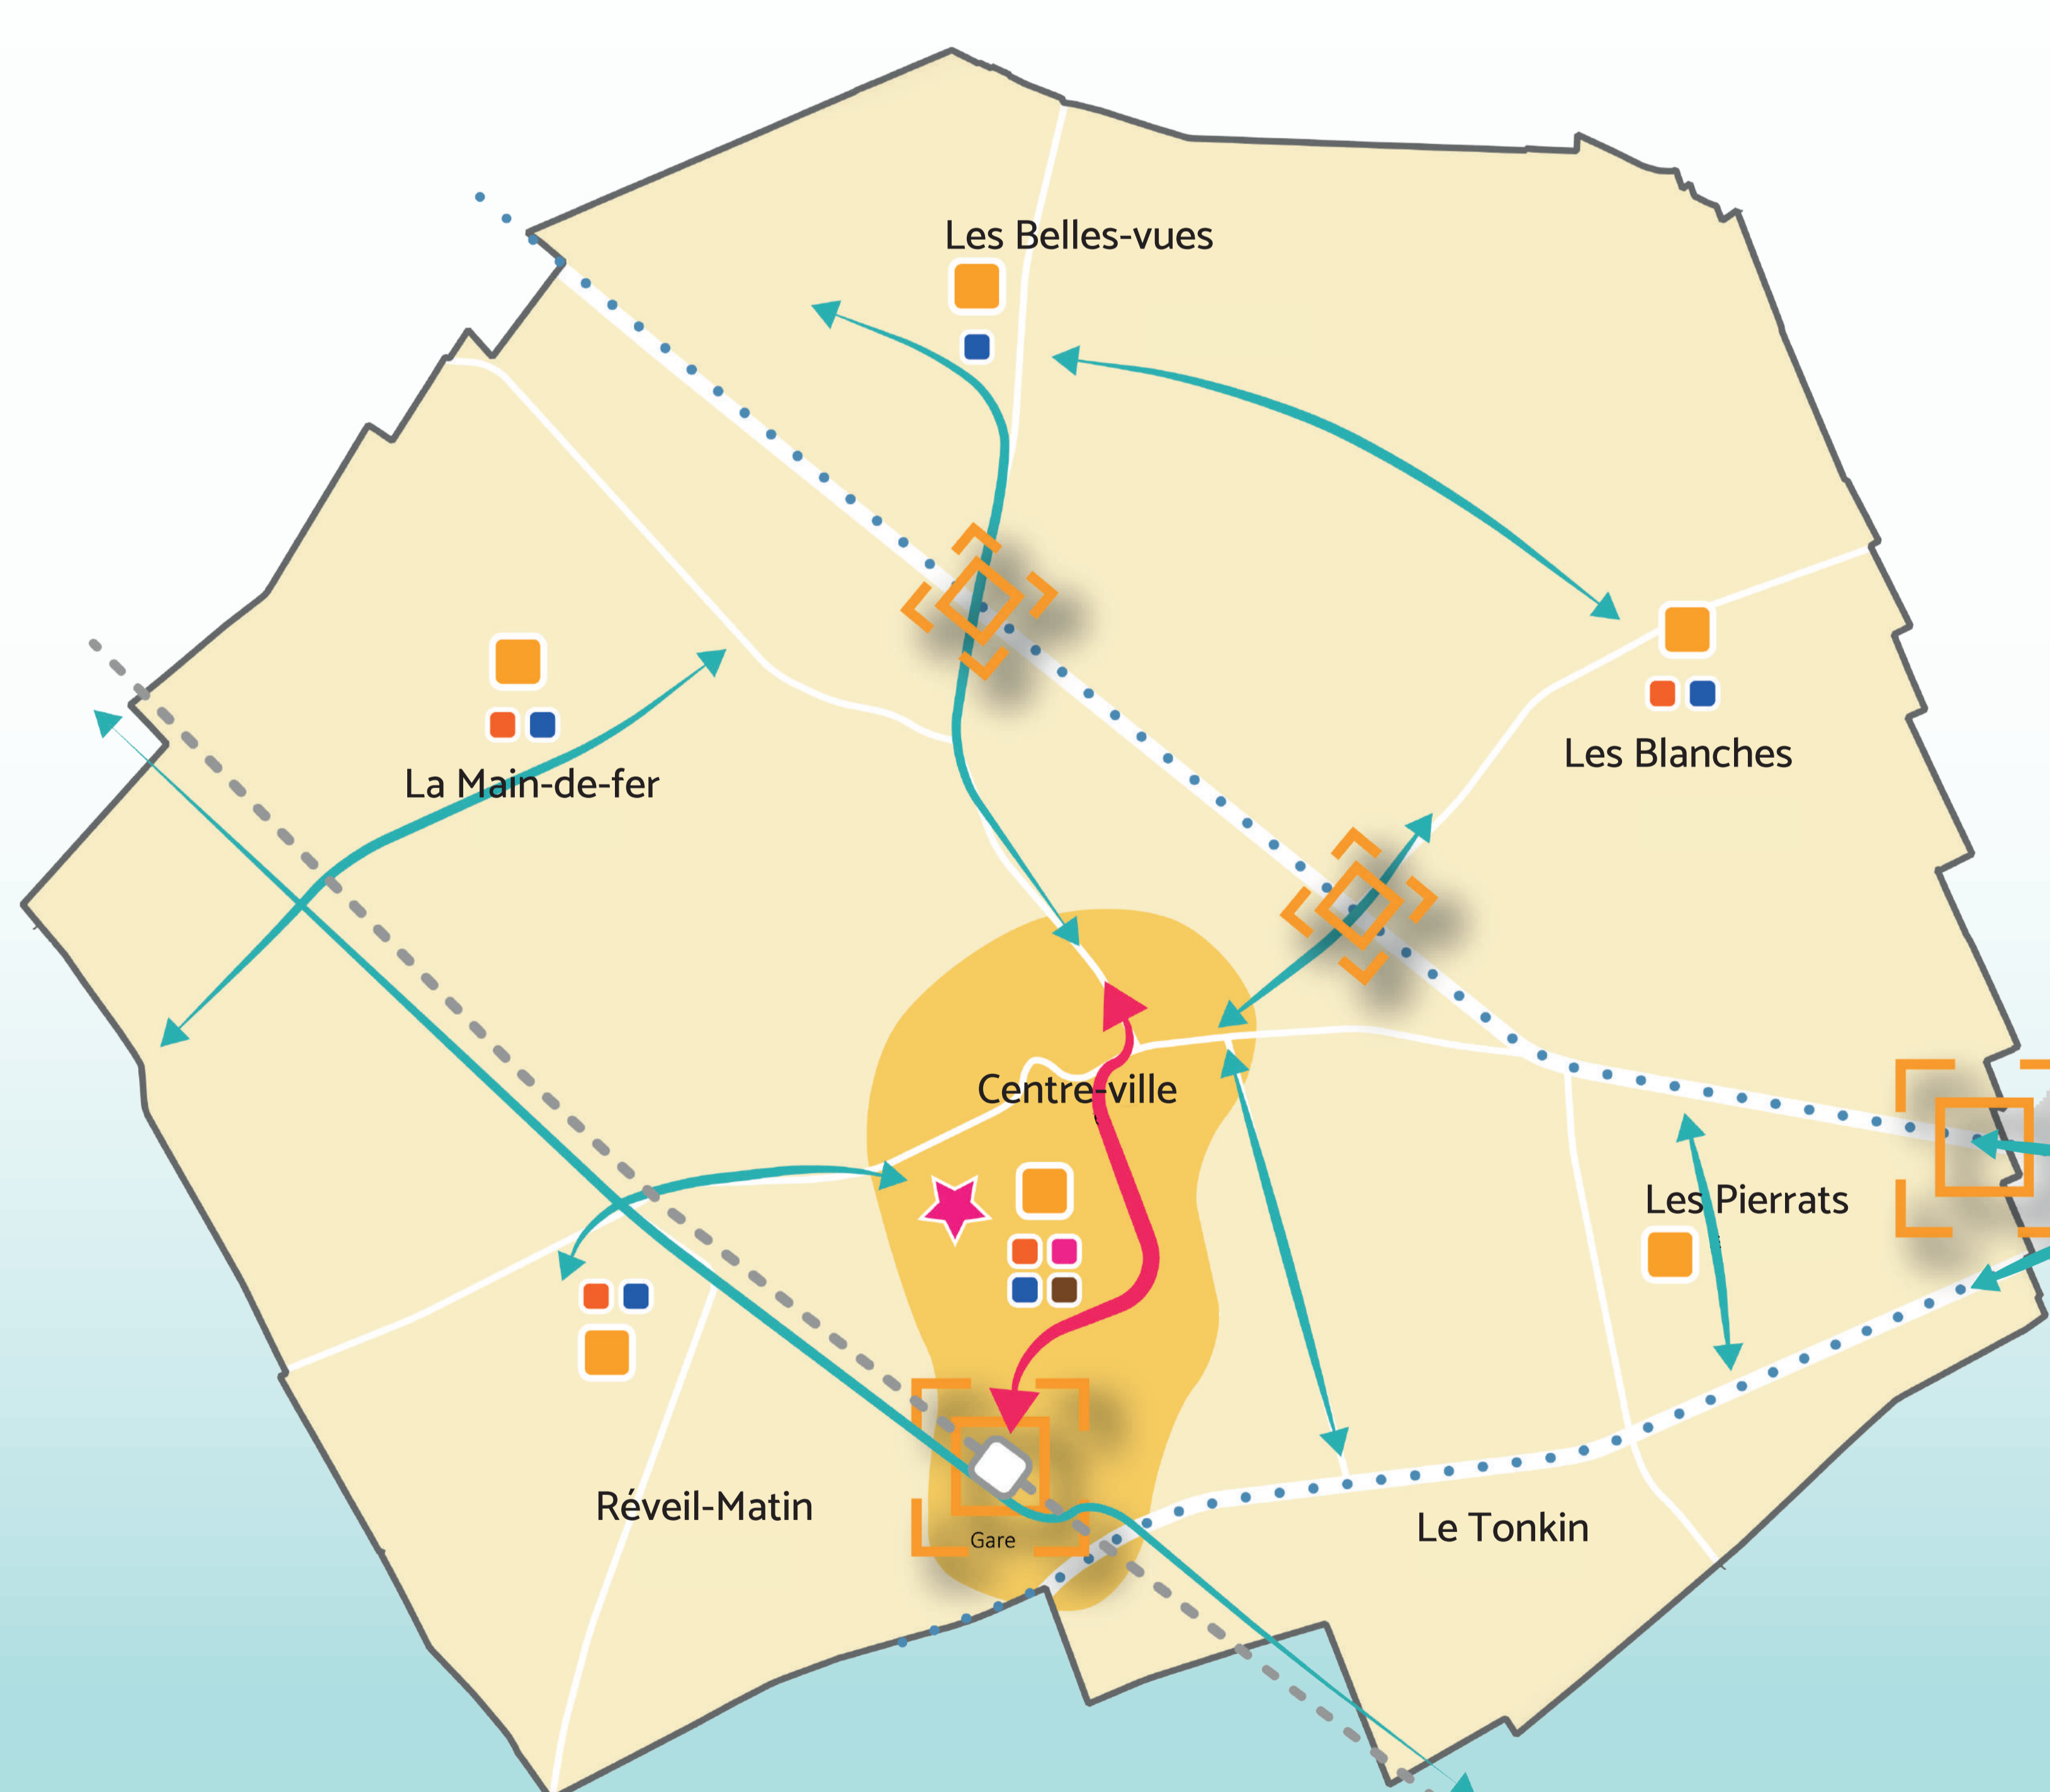 Les Belles-vues
Les Blanches
La Main-de-fer
Centre-ville
Les Pierrats
Réveil-Matin
Le Tonkin
Gare